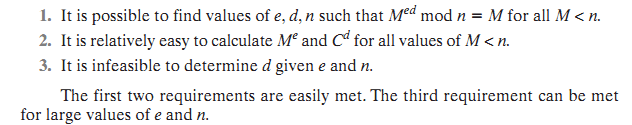 1. It is possible to find values of e, d, n such that M^ed mod n = M for all M < n.
2. It is relatively easy to calculate M^e and C^d for all values of M < n.
3. It is infeasible to determine d given e and n.
The first two requirements are easily met. The third requirement can be met
for large values of e and n.